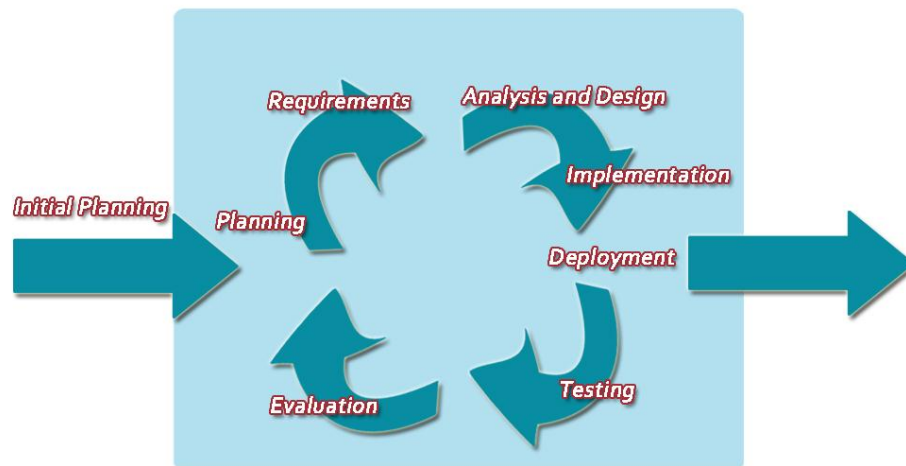 Requirements
Analysis and Design
Implementation
Initial Planning
Planning
Deployment
Testing
Evaluation